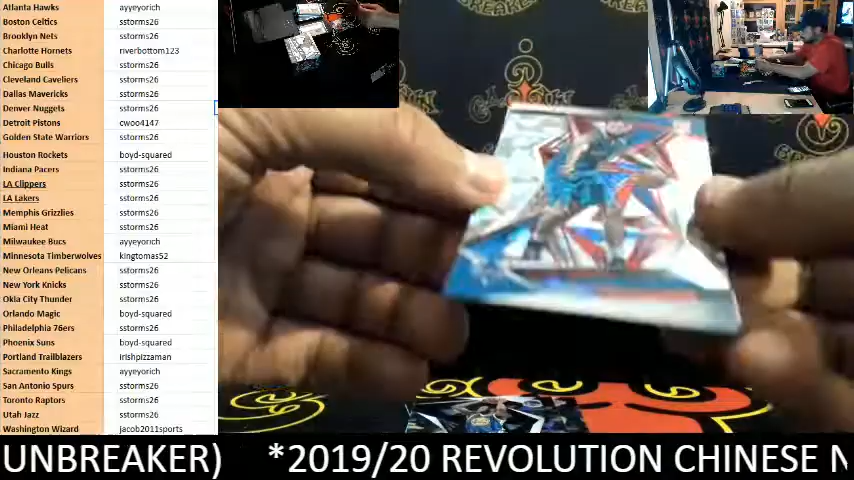 Atlanta Hawks ayyeyorich
Boston Celtics sstorms26
Brooklyn Nets sstorms26
Charlotte Hornets riverbottom123
Chicago Bulls sstorms26
Cleveland Caveliers sstorms26
Dallas Mavericks sstorms26
Denver Nuggets sstorms26
Detroit Pistons cwoo4147
Golden State Warriors sstorms26
Houston Rockets boyd-squared
Indiana Pacers sstorms26
LA Clippers sstorms26
LA Lakers sstorms26
Memphis Grizzlies sstorms26
Miami Heat sstorms26
Milwaukee Bucs ayyeyorich
Minnesota Timberwolves kingtomas52
New Orleans Pelicans sstorms26
New York Knicks sstorms26
Okla City Thunder sstorms26
Orlando Magic boyd-squared
Philadelphia 76ers sstorms26
Phoenix Suns boyd-squared
Portland Trailblazers irishpizzaman
Sacramento Kings ayyeyorich
San Antonio Spurs sstorms26
Toronto Raptors sstorms26
Utah Jazz sstorms26
Washington Wizard jacob2011sports
UNBREAKER) *2019/20 REVOLUTION CHINESE N